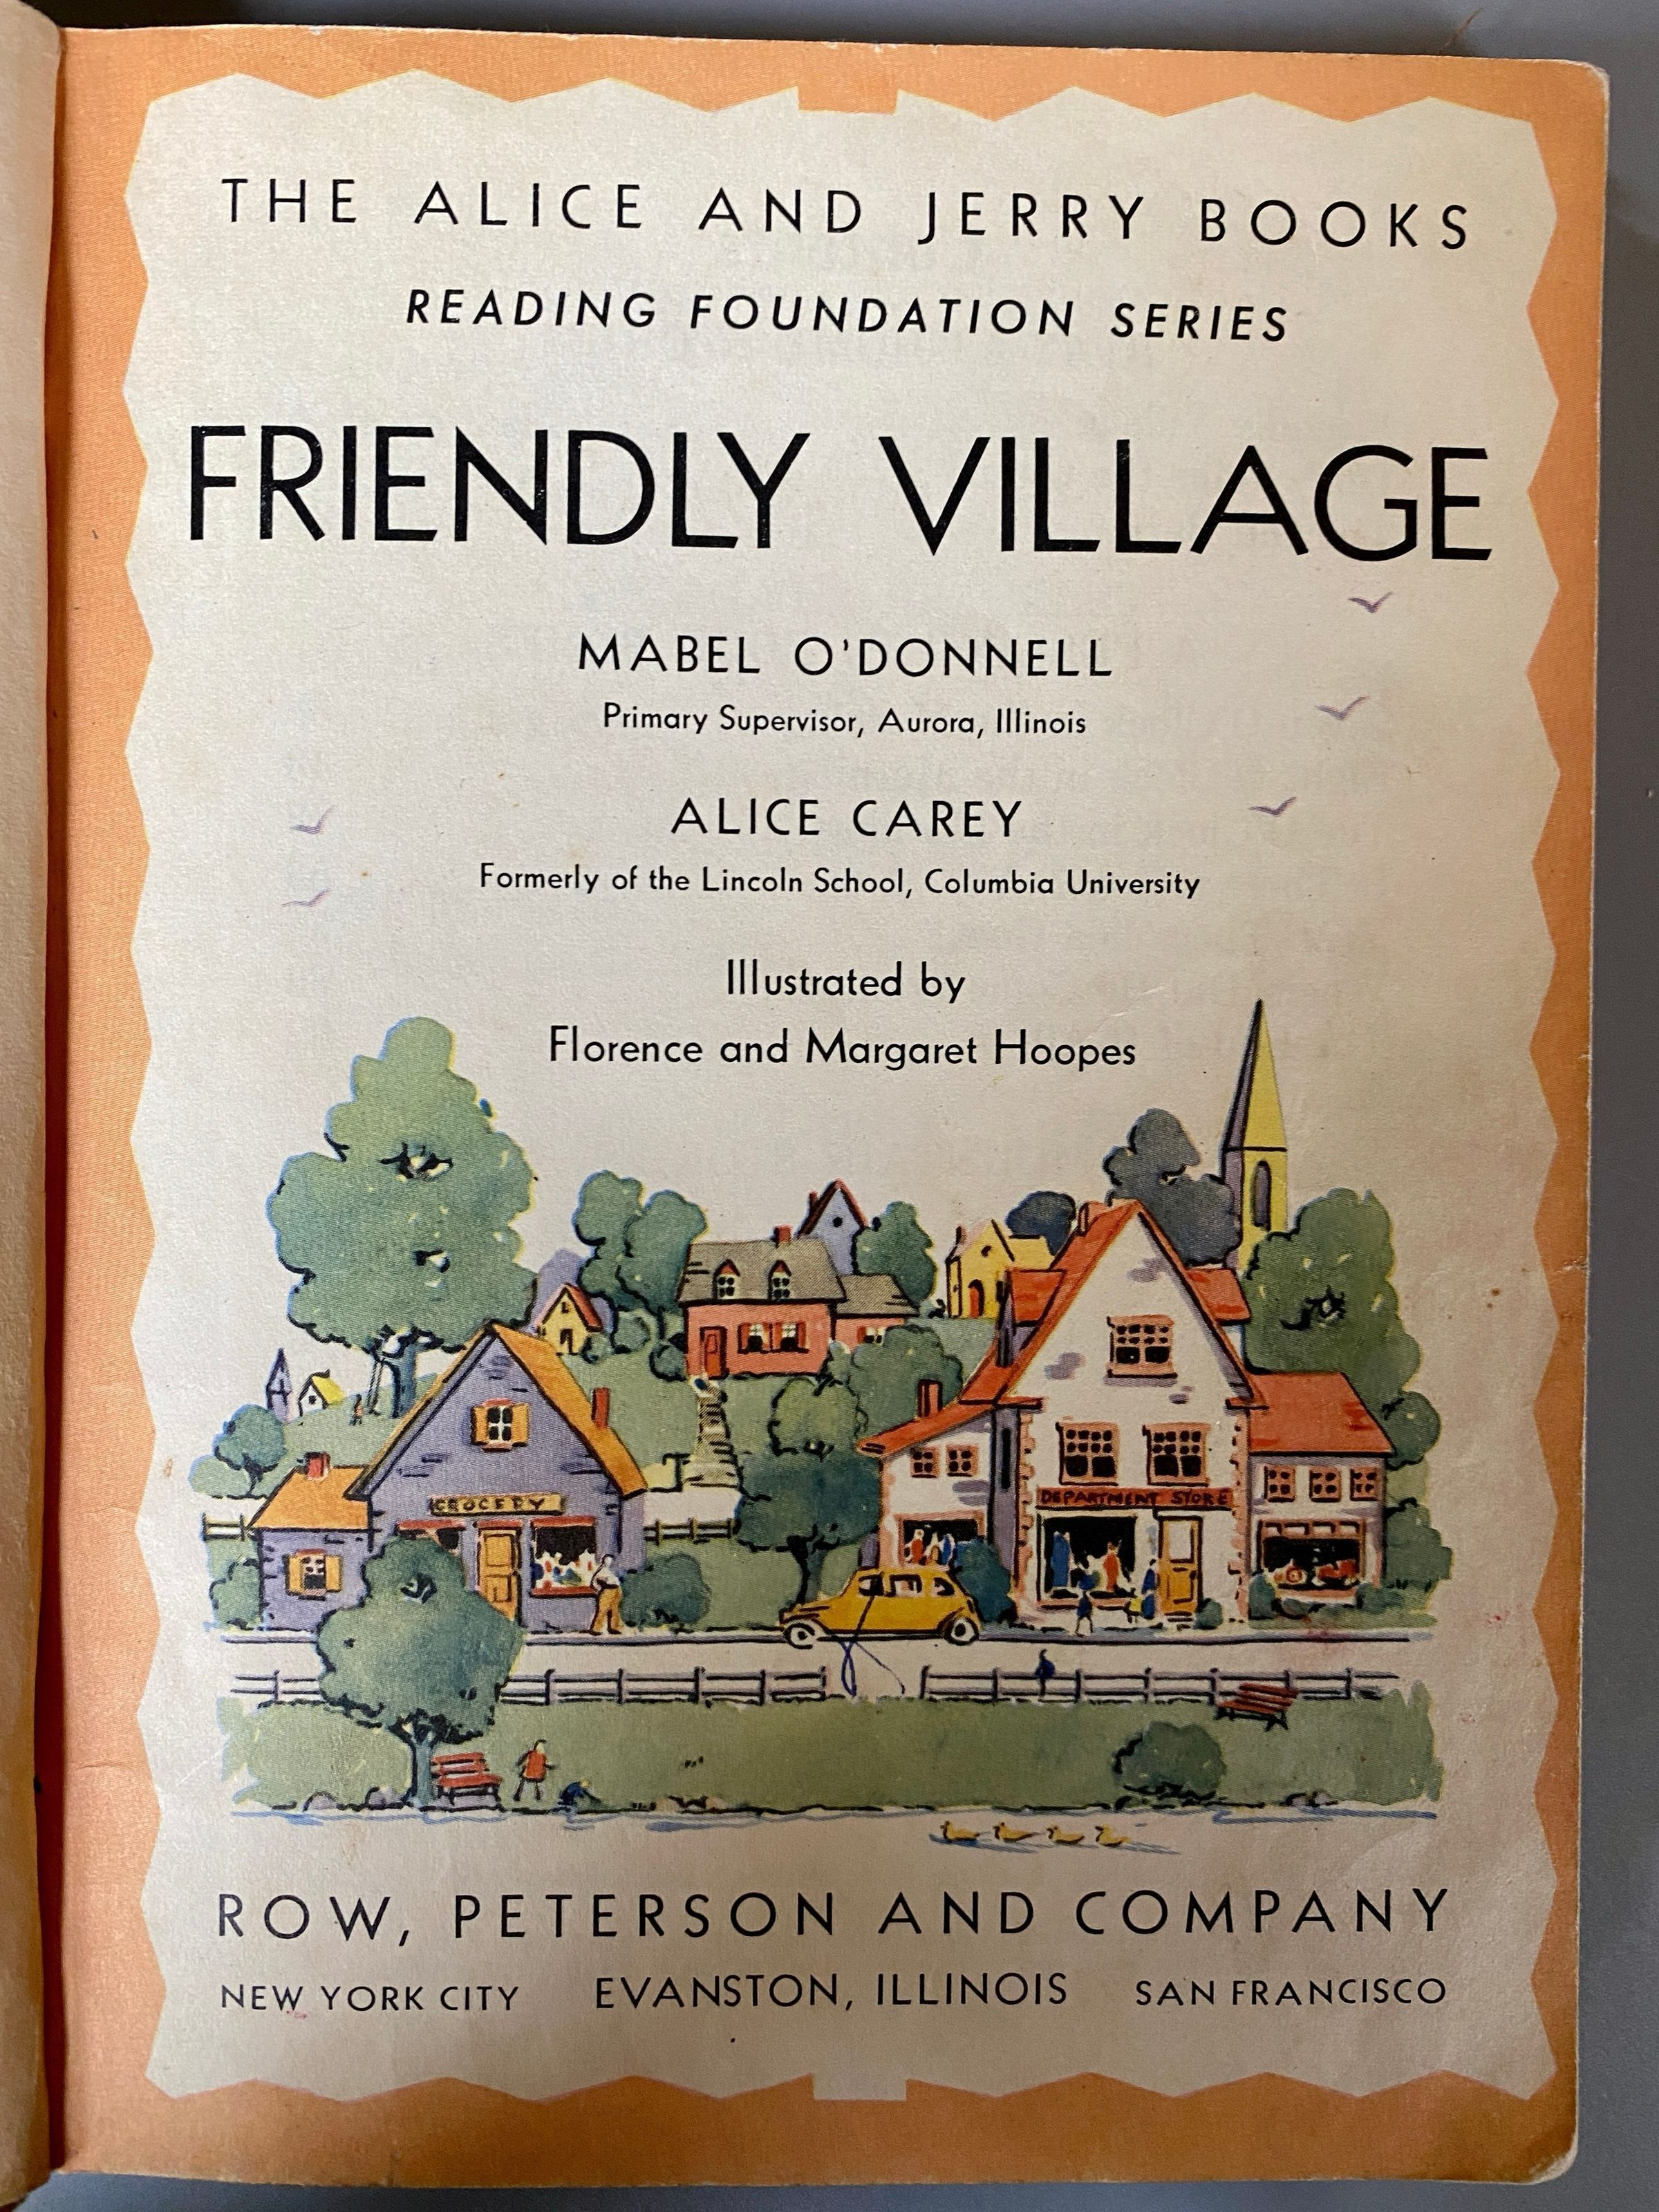 THE ALICE AND JERRY BOOKS
READING FOUNDATION SERIES
FRIENDLY VILLAGE
MABEL O'DONNELL
Primary Supervisor, Aurora, Illinois
ALICE CAREY
Formerly of the Lincoln School, Columbia University
Illustrated by
Florence and Margaret Hoopes
GROCERY
DEPARTMENT STORE
ROW, PETERSON AND COMPANY
NEW YORK CITY EVANSTON, ILLINOIS SAN FRANCISCO